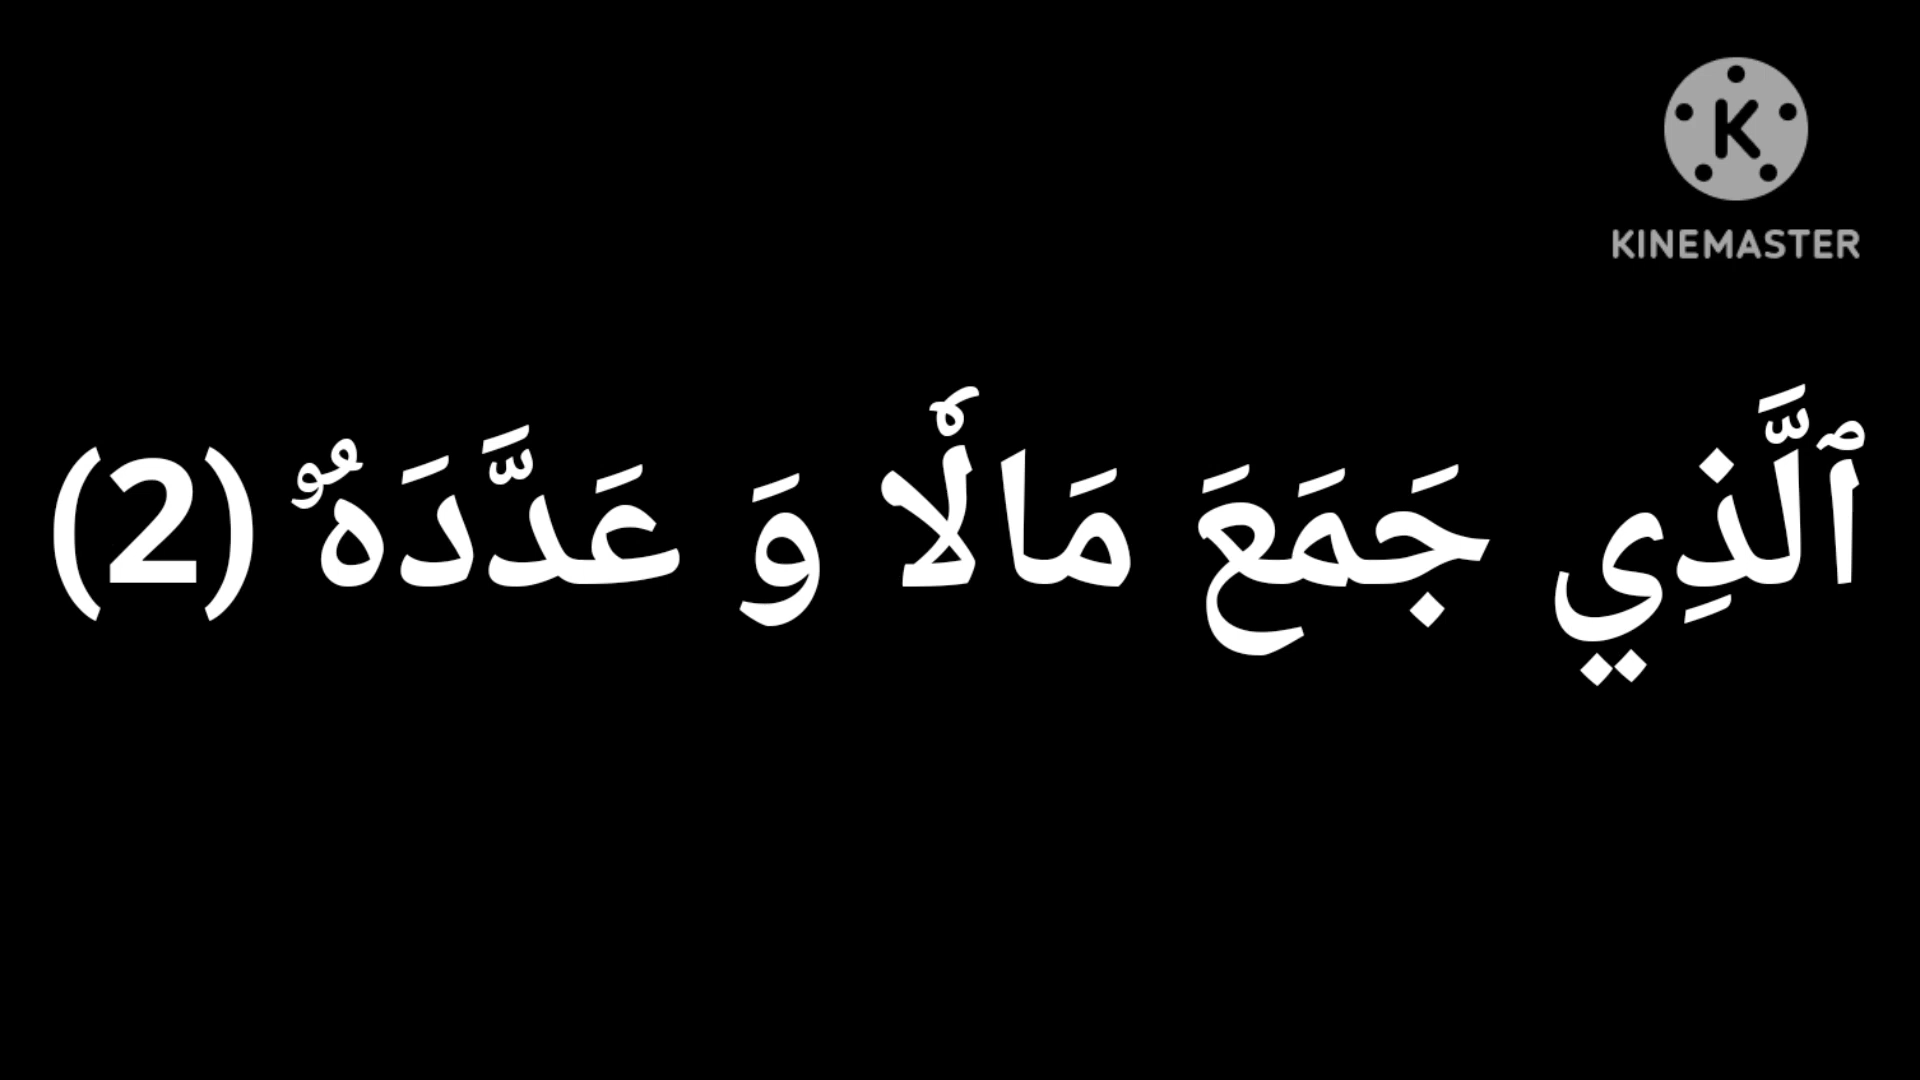 KINEMASTER
ٱلَّذِي جَمَعَ مَالࣰا وَ عَدَّدَهُۥ (2)